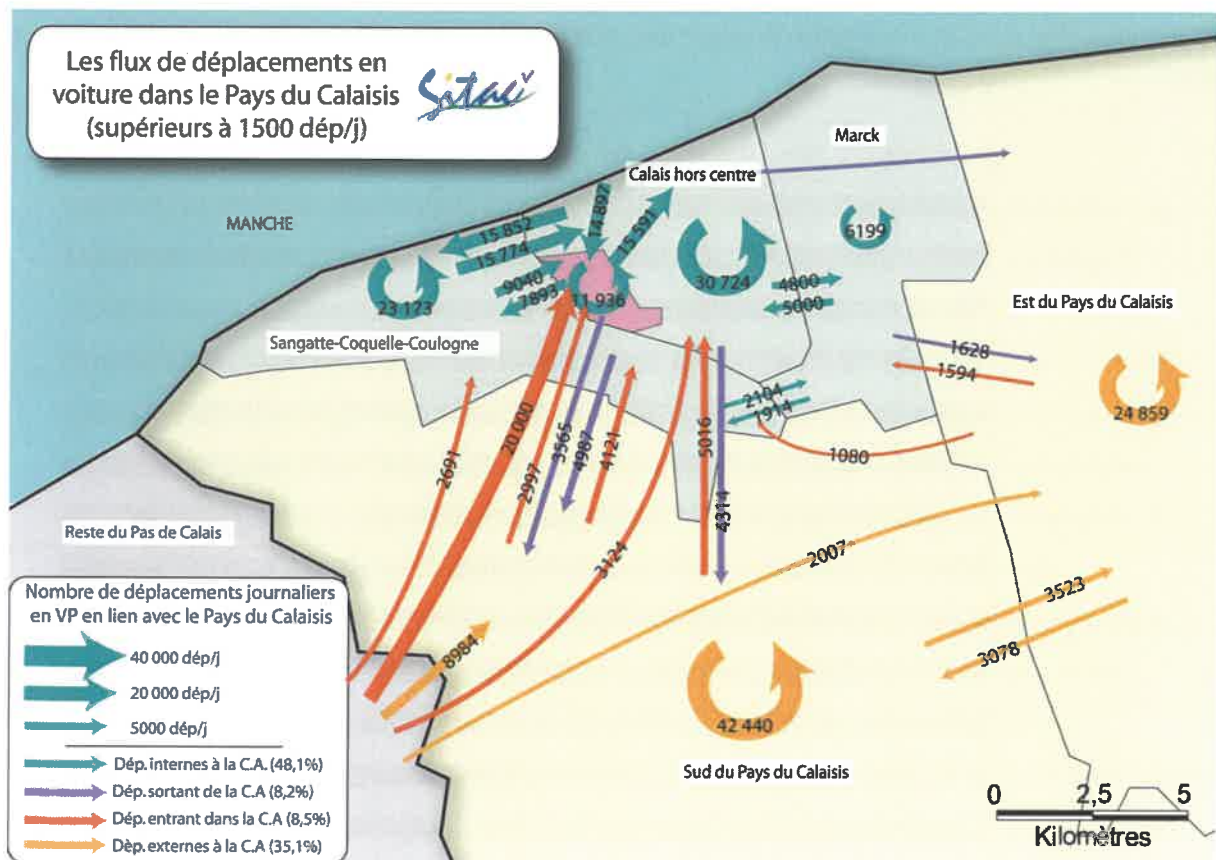 Les flux de déplacements en
voiture dans le Pays du Calaisis
(supérieurs à 1500 dép/j)
Sitac
MANCHE
Calais hors centre
Marck
15 852
15 774
14 897
15 591
9040
7893
11 936
23 173
30 724
6199
4800
5000
Sangatte-Coquelle-Coulogne
Est du Pays du Calaisis
1628
1594
24 859
2104
1914
1080
2691
20 000
2997
3565
4987
4121
5016
4314
3124
2007
3523
3078
8984
42 440
Reste du Pas de Calais
Sud du Pays du Calaisis
Nombre de déplacements journaliers
en VP en lien avec le Pays du Calaisis
40 000 dép/j
20 000 dép/j
5000 dép/j
Dép. internes à la C.A. (48,1%)
Dép. sortant de la C.A (8,2%)
Dép. entrant dans la C.A (8,5%)
Dèp. externes à la C.A (35,1%)
0 2,5 5
Kilomètres